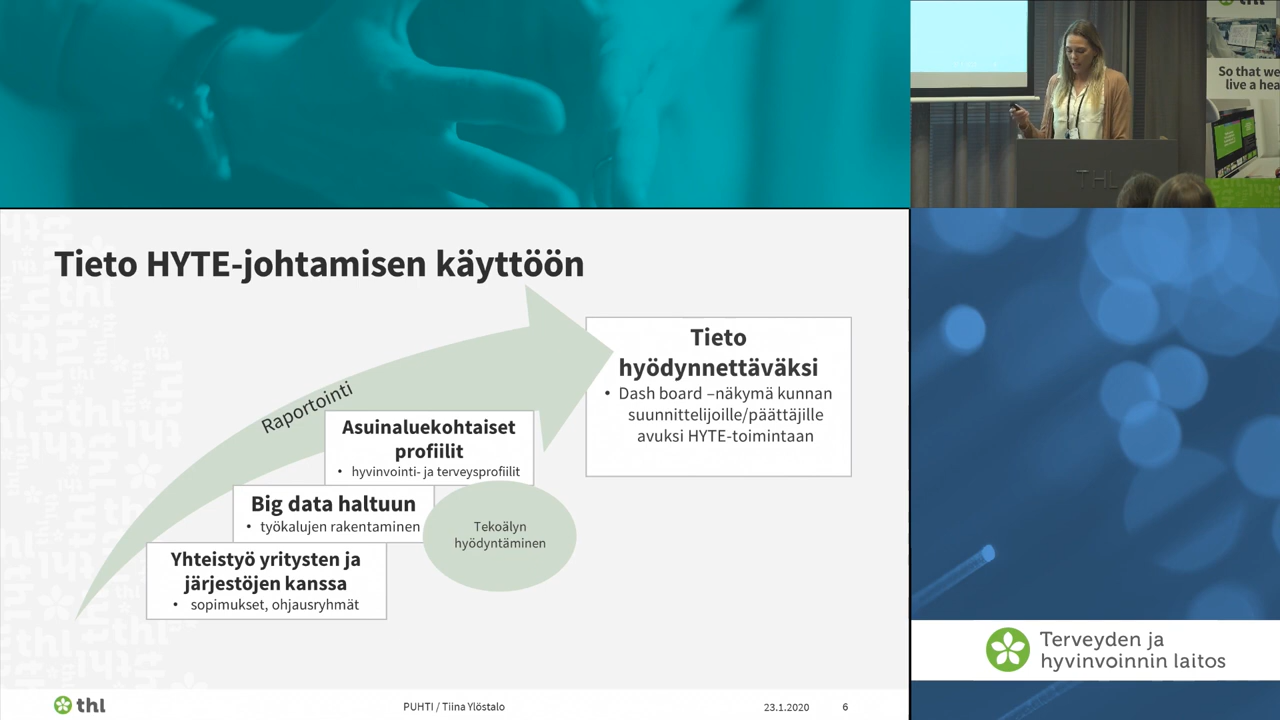 thl
So that we
live a hea
THL
Tieto HYTE-johtamisen käyttöön
Raportointi
Tieto
hyödynnettäväksi
• Dash board –näkymä kunnan
suunnittelijoille/päättäjille
avuksi HYTE-toimintaan
Asuinaluekohtaiset
profiilit
• hyvinvointi- ja terveysprofiilit
Big data haltuun
• työkalujen rakentaminen
Tekoälyn
hyödyntäminen
Yhteistyö yritysten ja
järjestöjen kanssa
• sopimukset, ohjausryhmät
Terveyden ja
hyvinvoinnin laitos
thl
PUHTI / Tiina Ylöstalo
23.1.2020
6